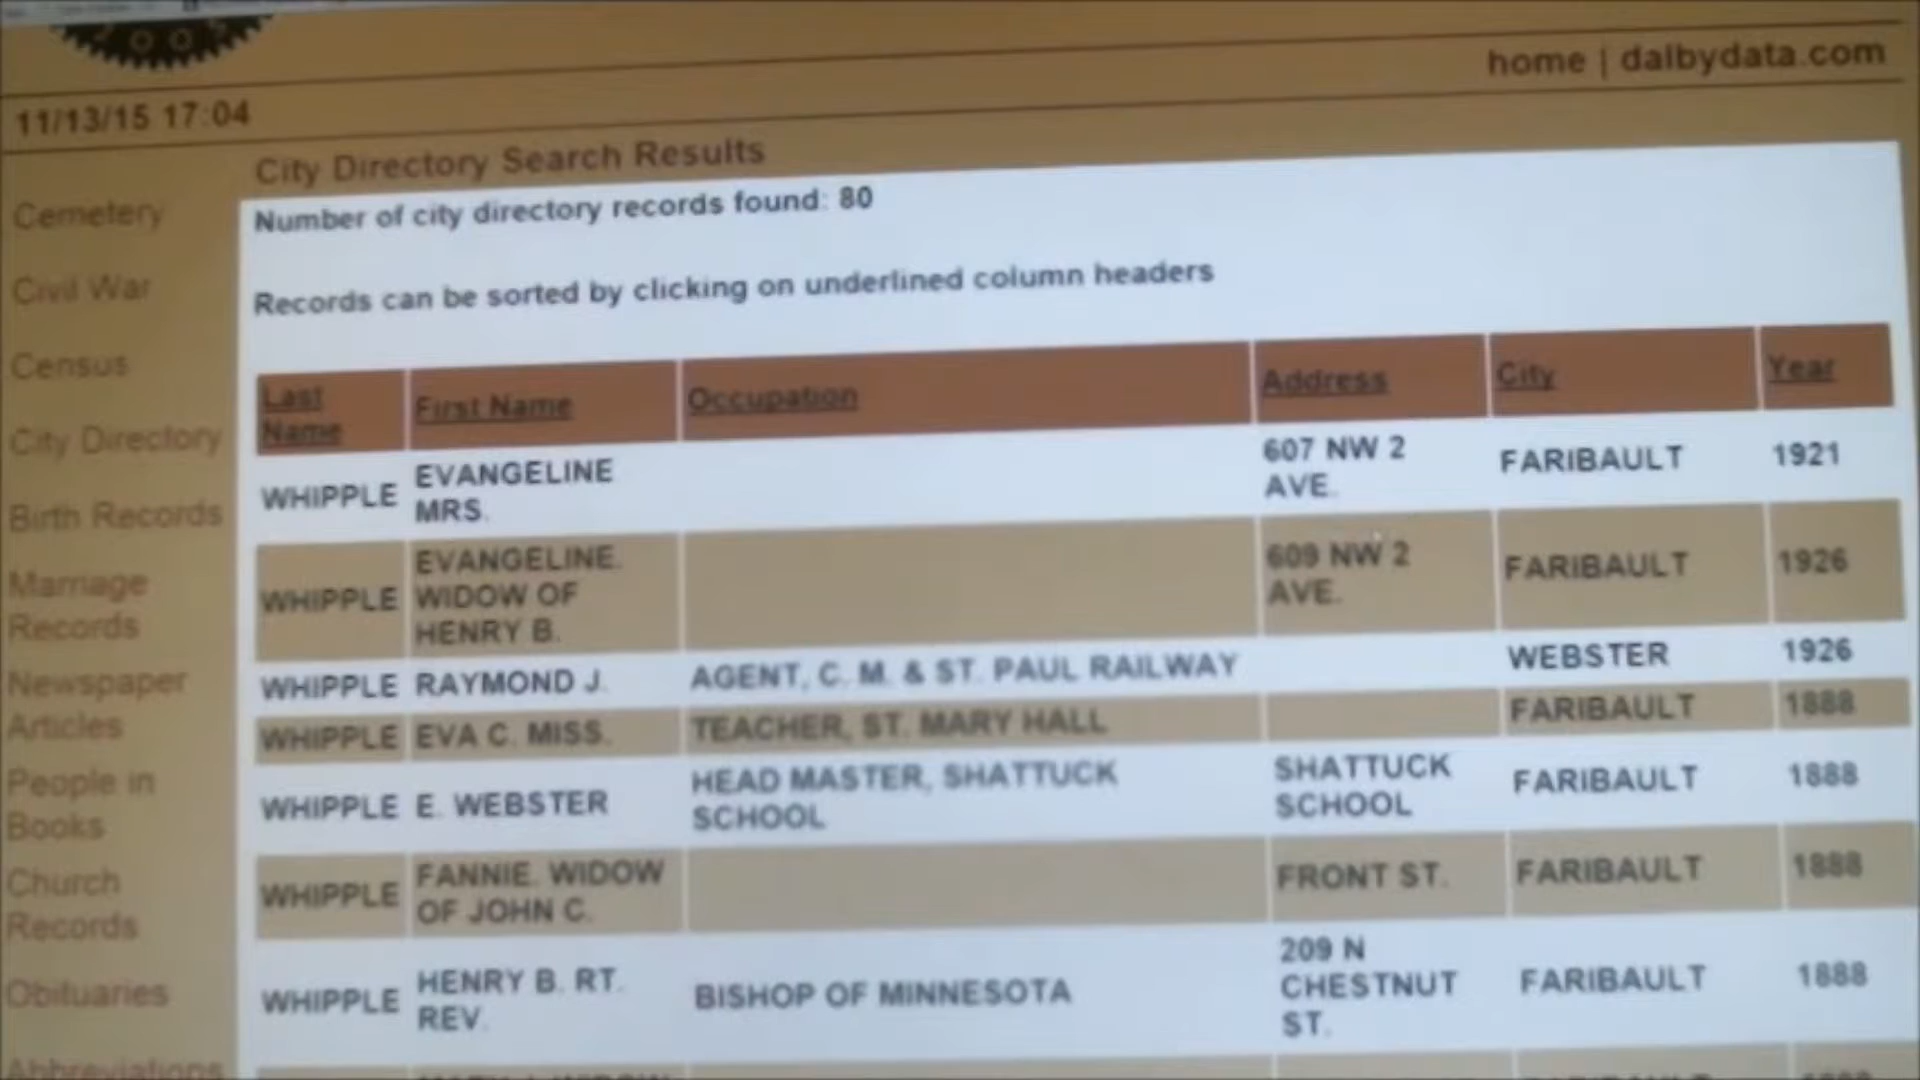 home | dalbydata.com
11/13/15 17:04
City Directory Search Results
Number of city directory records found: 80
Records can be sorted by clicking on underlined column headers
Cemetery
Civil War
Census
City Directory
Birth Records
Marriage
Records
Newspaper
Articles
People in
Books
Church
Records
Obituaries
Abbreviations
Last Name First Name Occupation Address City Year
WHIPPLE EVANGELINE MRS. 607 NW 2 AVE. FARIBAULT 1921
WHIPPLE EVANGELINE. WIDOW OF HENRY B. 609 NW 2 AVE. FARIBAULT 1926
WHIPPLE RAYMOND J. AGENT, C. M. & ST. PAUL RAILWAY WEBSTER 1926
WHIPPLE EVA C. MISS. TEACHER, ST. MARY HALL FARIBAULT 1888
WHIPPLE E. WEBSTER HEAD MASTER, SHATTUCK SCHOOL SHATTUCK SCHOOL FARIBAULT 1888
WHIPPLE FANNIE. WIDOW OF JOHN C. FRONT ST. FARIBAULT 1888
WHIPPLE HENRY B. RT. REV. BISHOP OF MINNESOTA 209 N CHESTNUT ST. FARIBAULT 1888